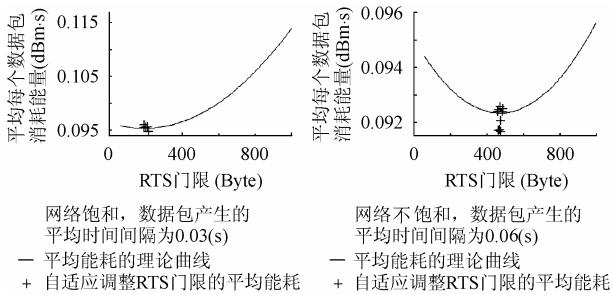 平均每个数据包
消耗能量(dBm·s)
0.115
0.105
0.095
0
400
800
RTS门限 (Byte)
网络饱和，数据包产生的
平均时间间隔为0.03(s)
— 平均能耗的理论曲线
+ 自适应调整RTS门限的平均能耗
平均每个数据包
消耗能量(dBm·s)
0.096
0.094
0.092
0
400
800
RTS门限 (Byte)
网络不饱和，数据包产生的
平均时间间隔为0.06(s)
— 平均能耗的理论曲线
+ 自适应调整RTS门限的平均能耗